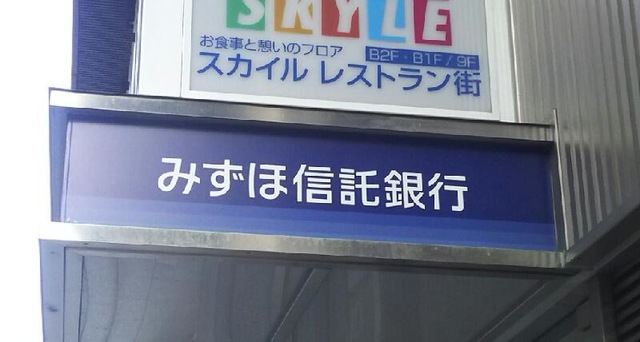 SKYLE
お食事と憩いのフロア
B2F・B1F/9F
スカイル レストラン街
みずほ信託銀行